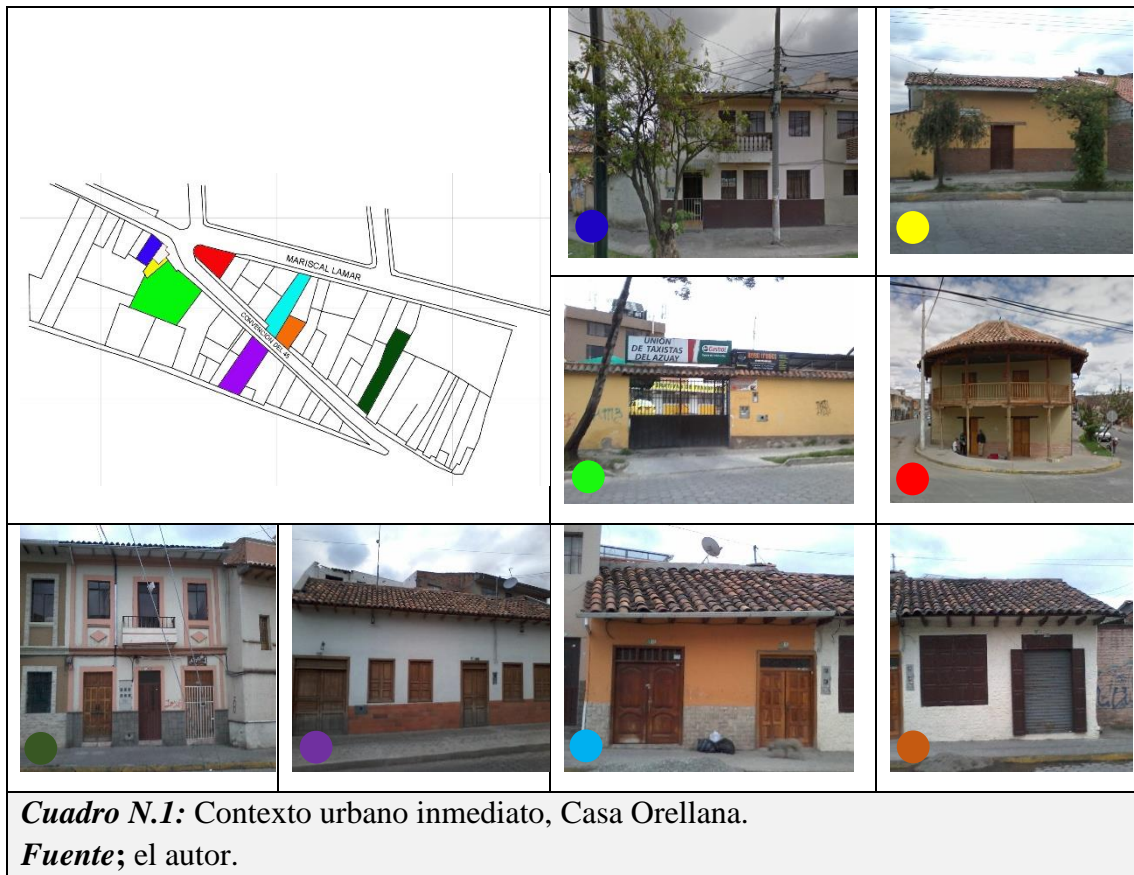 MARISCAL LAMAR
CONVENCION DEL 45
UNION
DE TAXISTAS
DEL AZUAY
Castrol
Cuadro N.1: Contexto urbano inmediato, Casa Orellana.
Fuente; el autor.